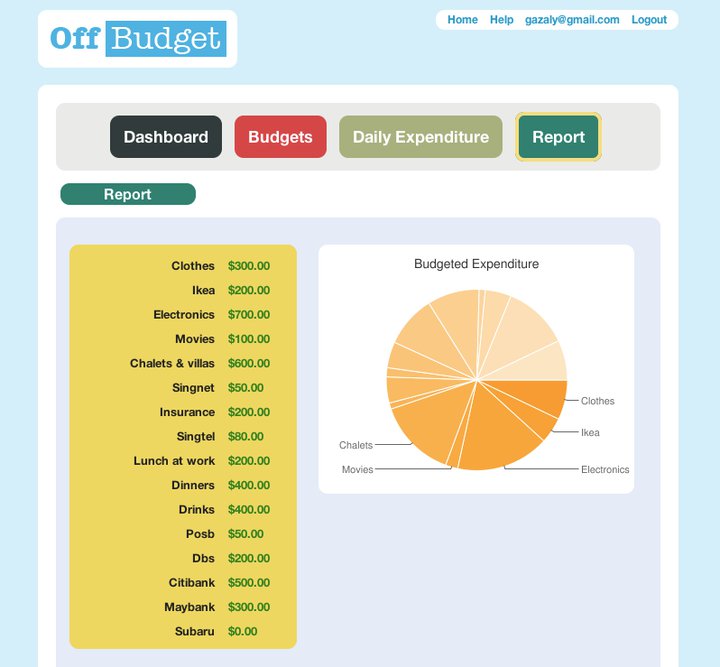 Off Budget
Home Help gazaly@gmail.com Logout
Dashboard Budgets Daily Expenditure Report
Report
Clothes $300.00
Ikea $200.00
Electronics $700.00
Movies $100.00
Chalets & villas $600.00
Singnet $50.00
Insurance $200.00
Singtel $80.00
Lunch at work $200.00
Dinners $400.00
Drinks $400.00
Posb $50.00
Dbs $200.00
Citibank $500.00
Maybank $300.00
Subaru $0.00
Budgeted Expenditure
Clothes
Ikea
Electronics
Chalets
Movies